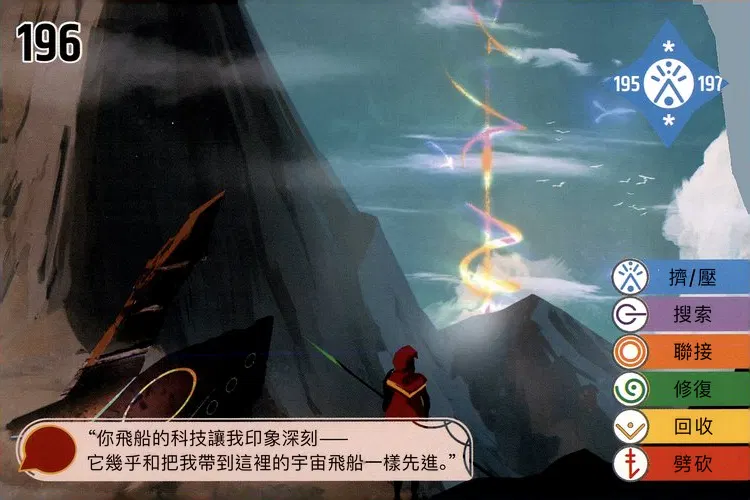 196
195
*
*
197
擠/壓
搜索
聯接
修復
回收
劈砍
“你飛船的科技讓我印象深刻——
它幾乎和把我帶到這裡的宇宙飛船一樣先進。”